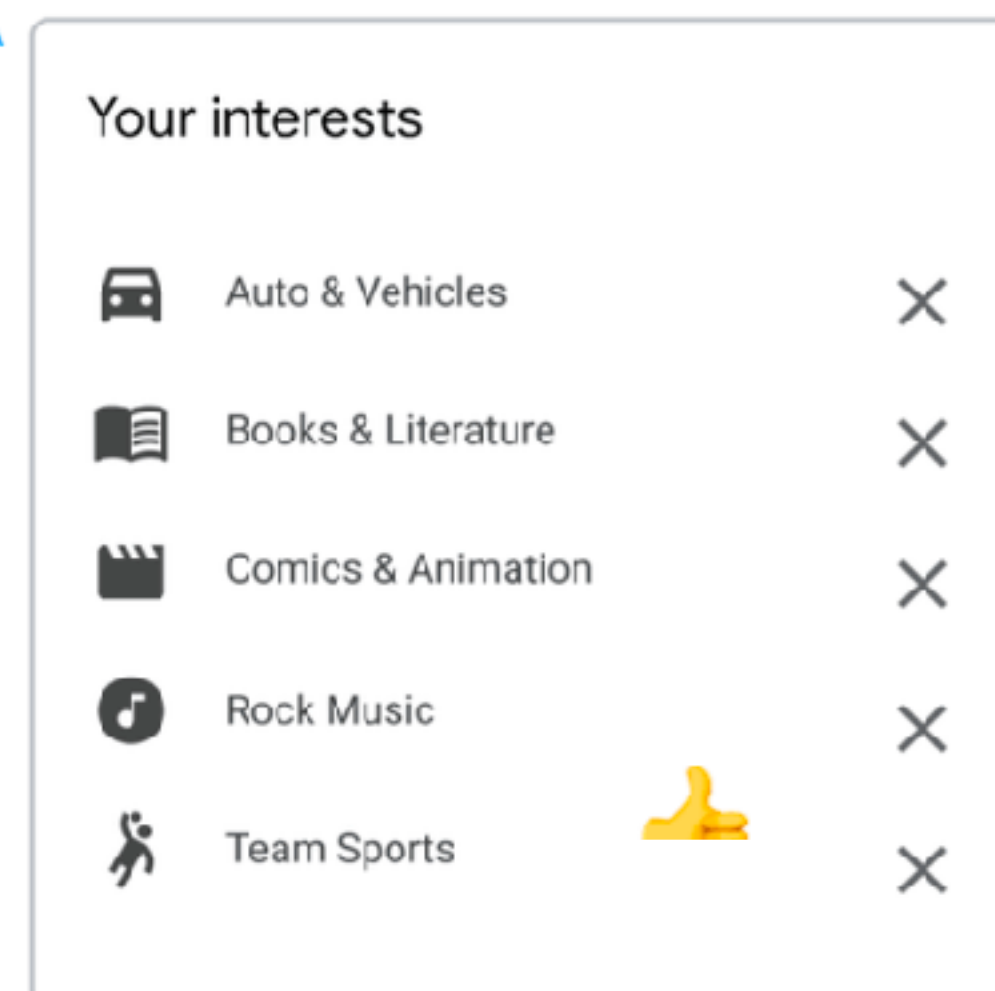 Your interests
Auto & Vehicles
Books & Literature
Comics & Animation
Rock Music
Team Sports